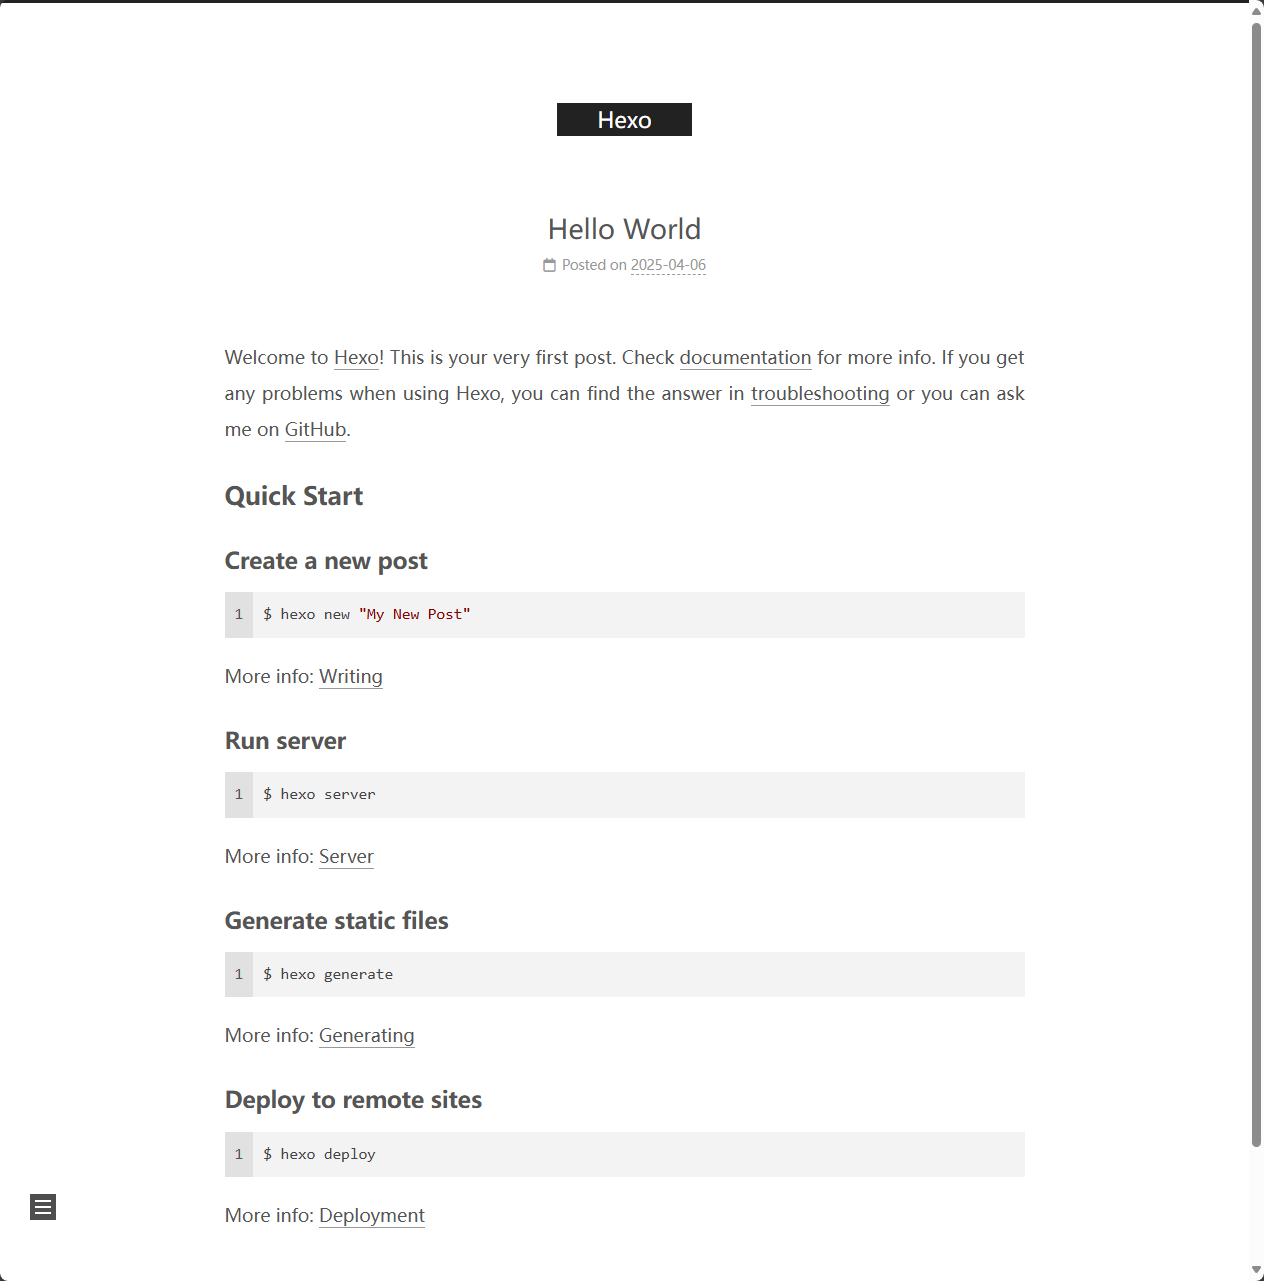 Hexo
Hello World
Posted on 2025-04-06
Welcome to Hexo! This is your very first post. Check documentation for more info. If you get
any problems when using Hexo, you can find the answer in troubleshooting or you can ask
me on GitHub.
Quick Start
Create a new post
1 $ hexo new "My New Post"
More info: Writing
Run server
1 $ hexo server
More info: Server
Generate static files
1 $ hexo generate
More info: Generating
Deploy to remote sites
1 $ hexo deploy
More info: Deployment